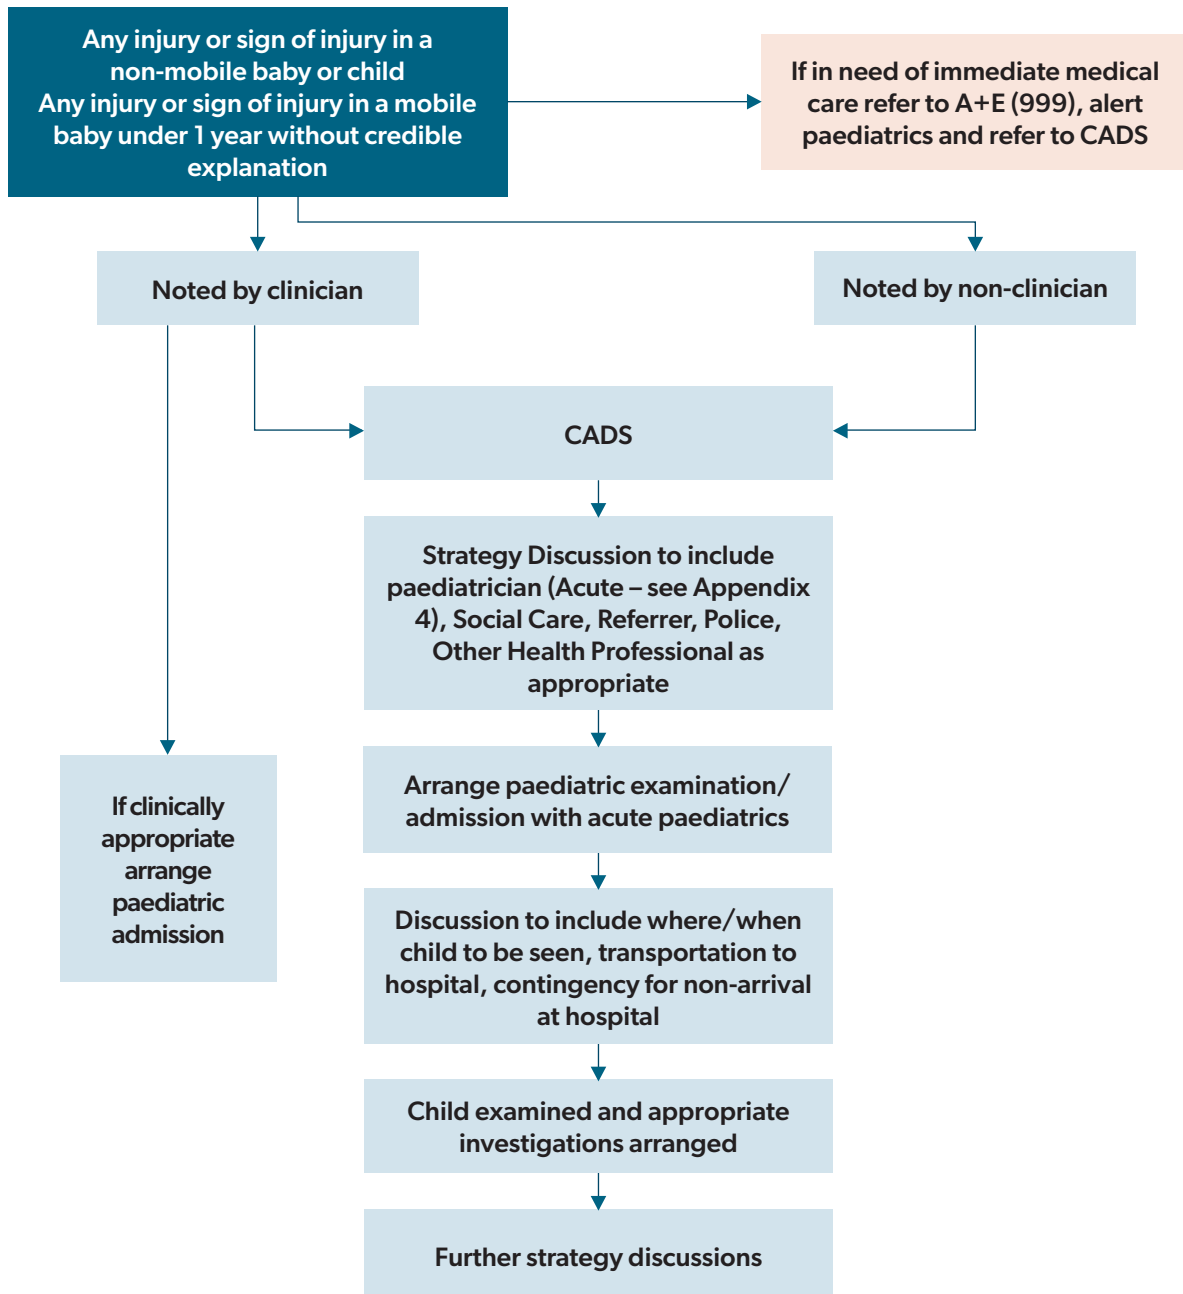 Any injury or sign of injury in a
non-mobile baby or child
Any injury or sign of injury in a mobile
baby under 1 year without credible
explanation
If in need of immediate medical
care refer to A+E (999), alert
paediatrics and refer to CADS
Noted by clinician
Noted by non-clinician
CADS
Strategy Discussion to include
paediatrician (Acute – see Appendix
4), Social Care, Referrer, Police,
Other Health Professional as
appropriate
Arrange paediatric examination/
admission with acute paediatrics
If clinically
appropriate
arrange
paediatric
admission
Discussion to include where/when
child to be seen, transportation to
hospital, contingency for non-arrival
at hospital
Child examined and appropriate
investigations arranged
Further strategy discussions